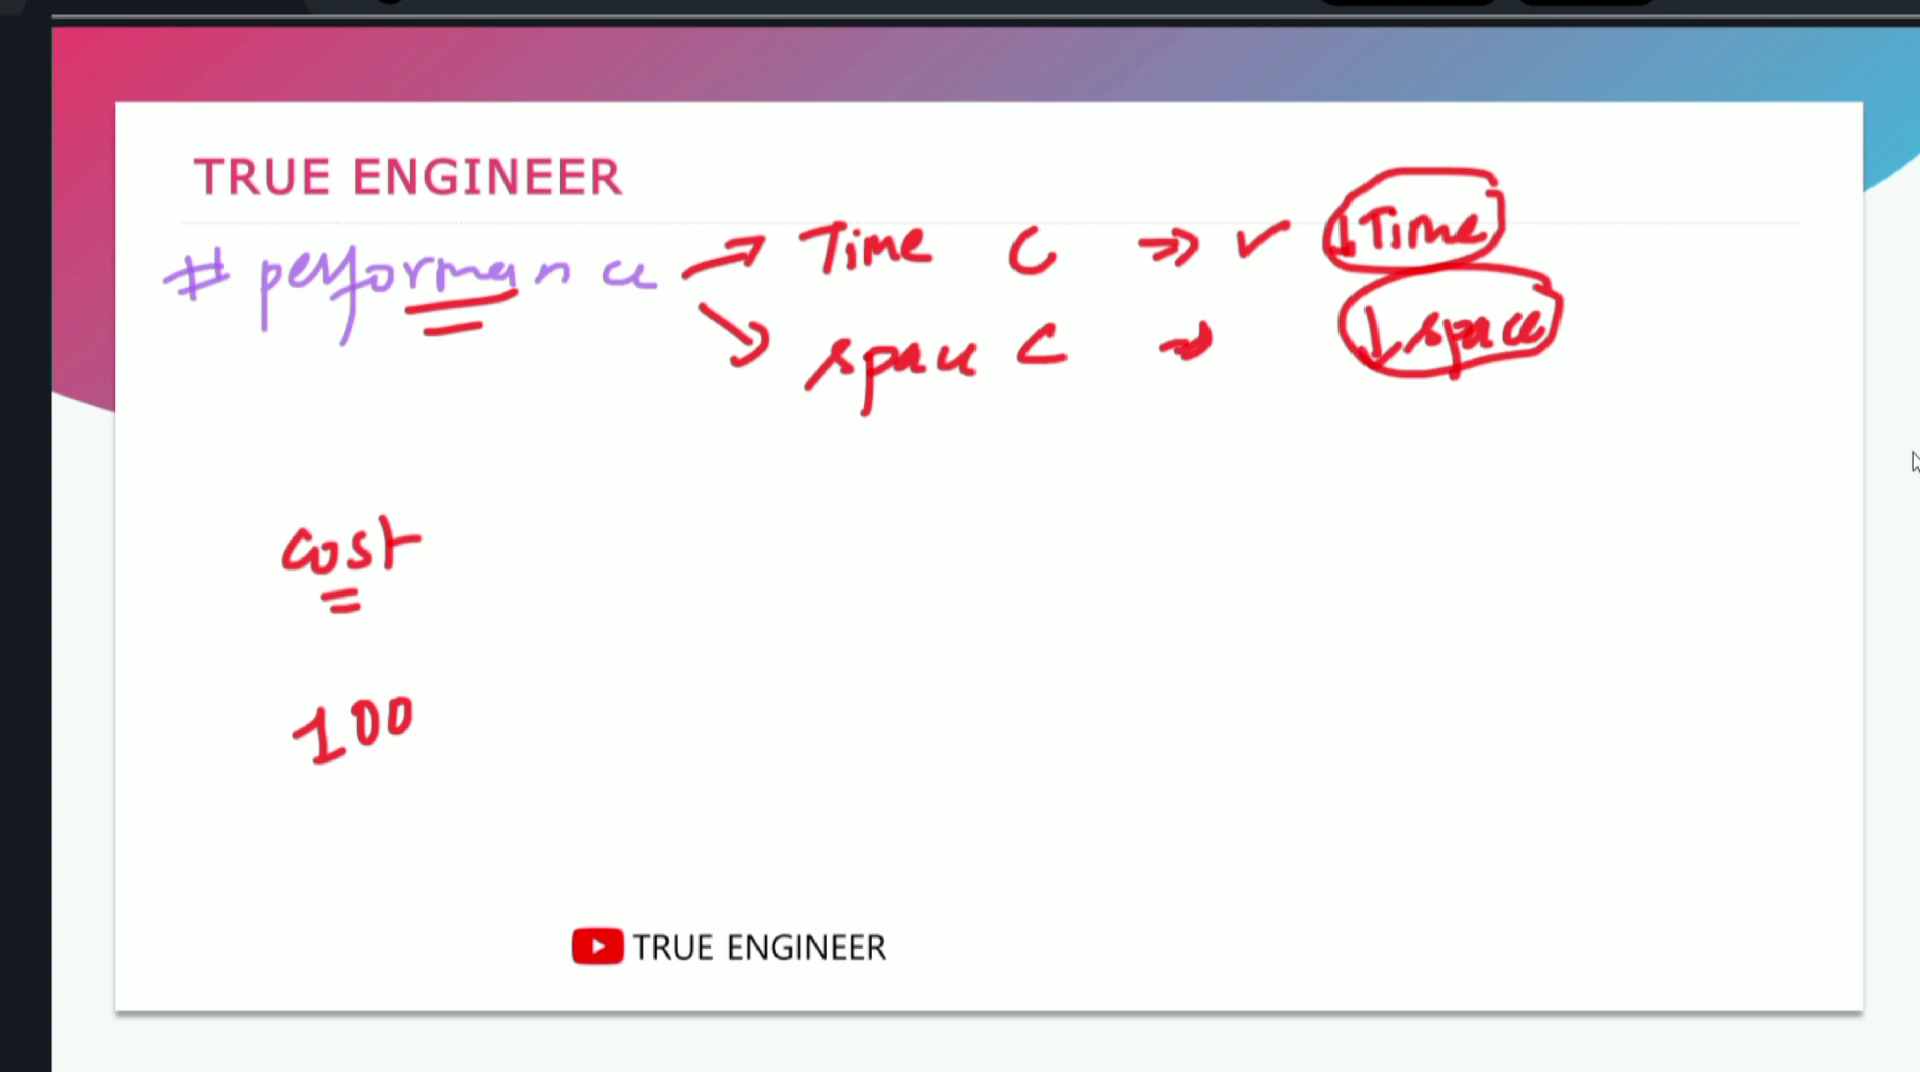 TRUE ENGINEER
# performance → Time C ⇒ ✓ ↓Time
→ space C ⇒ ↓space
cost
100
TRUE ENGINEER